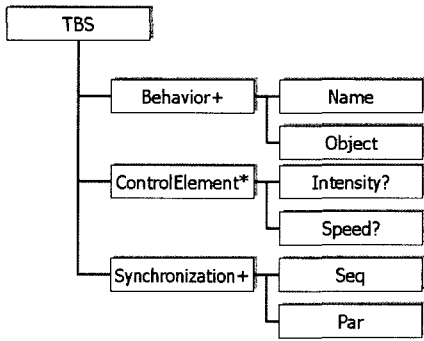 TBS
Behavior+
Name
Object
ControlElement*
Intensity?
Speed?
Synchronization+
Seq
Par